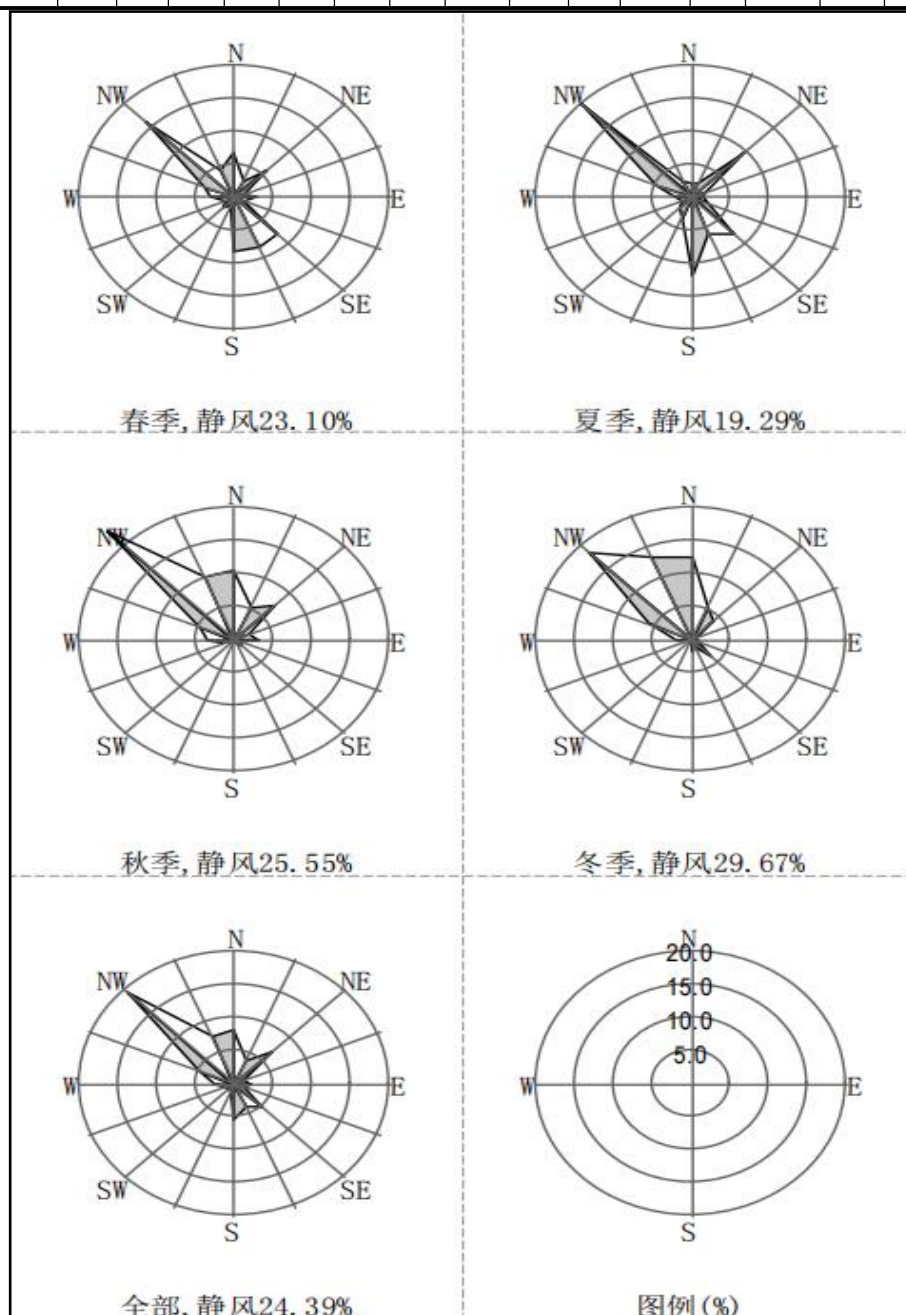 N
NW NE
W E
SW SE
S
春季,静风23.10%
N
NW NE
W E
SW SE
S
夏季,静风19.29%
N
NW NE
W E
SW SE
S
秋季,静风25.55%
N
NW NE
W E
SW SE
S
冬季,静风29.67%
N
NW NE
W E
SW SE
S
全部,静风24.39%
N
20.0
15.0
10.0
5.0
W E
S
图例(%)